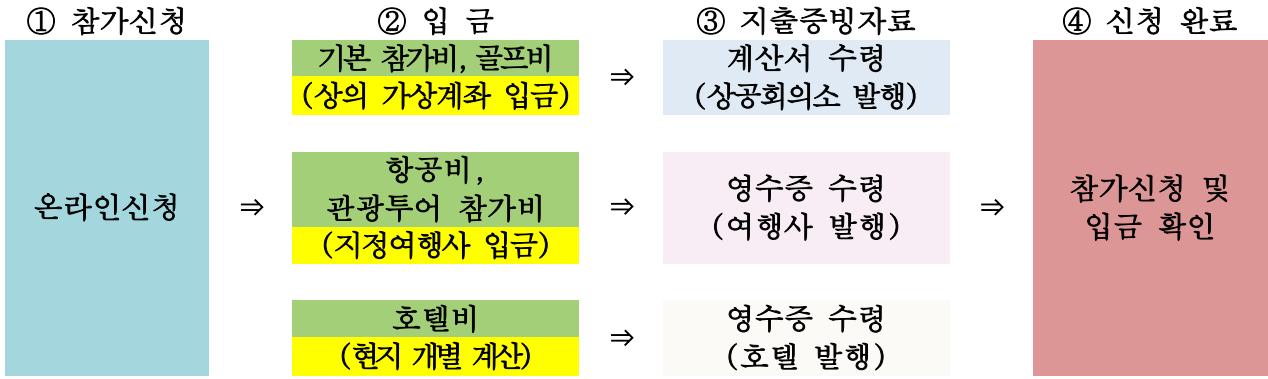 ① 참가신청
② 입 금
③ 지출증빙자료
④ 신청 완료
온라인신청
⇒
기본 참가비, 골프비
(상의 가상계좌 입금)
⇒
계산서 수령
(상공회의소 발행)
항공비,
관광투어 참가비
(지정여행사 입금)
⇒
영수증 수령
(여행사 발행)
호텔비
(현지 개별 계산)
⇒
영수증 수령
(호텔 발행)
⇒
참가신청 및
입금 확인